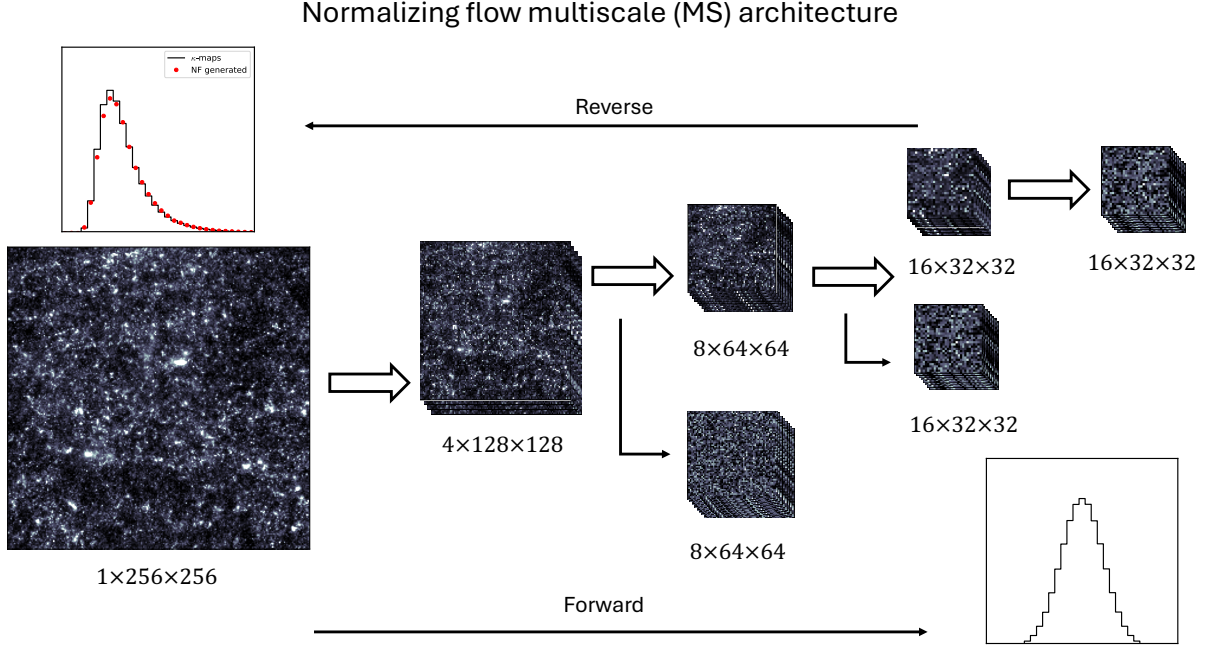 Normalizing flow multiscale (MS) architecture
κ-maps
NF generated
Reverse
16×32×32
16×32×32
8×64×64
16×32×32
4×128×128
8×64×64
1×256×256
Forward